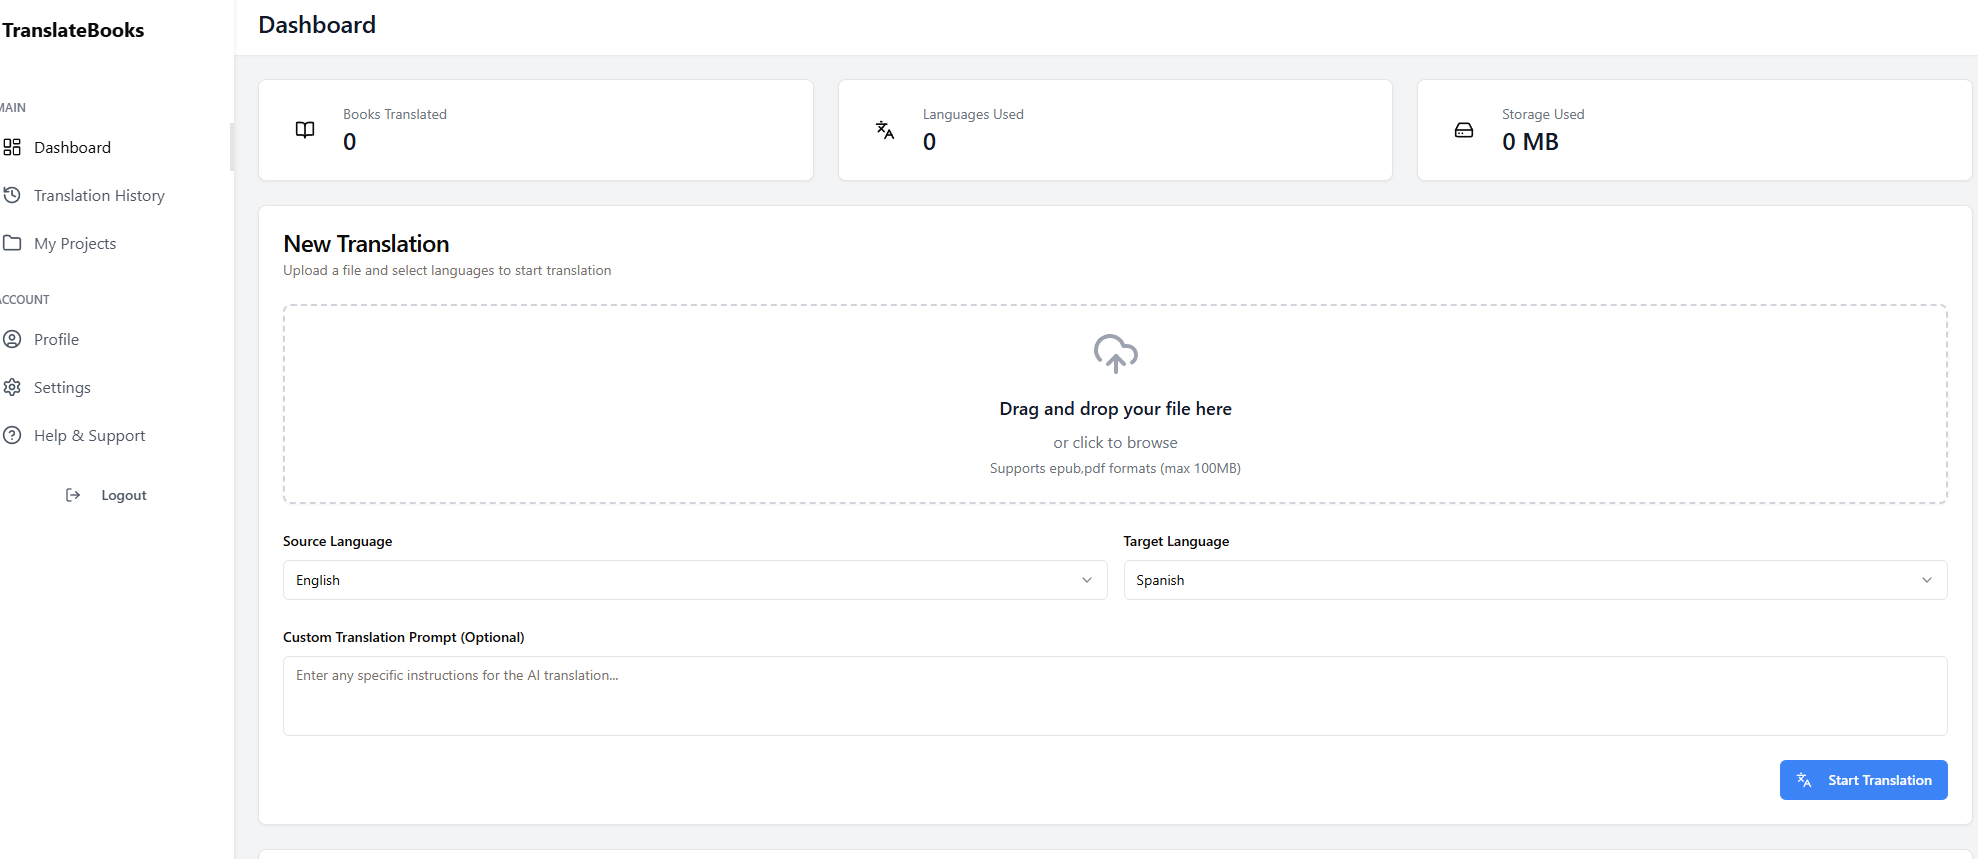 TranslateBooks
MAIN
Dashboard
Translation History
My Projects
ACCOUNT
Profile
Settings
Help & Support
Logout
Dashboard
Books Translated
0
Languages Used
0
Storage Used
0 MB
New Translation
Upload a file and select languages to start translation
Drag and drop your file here
or click to browse
Supports epub,pdf formats (max 100MB)
Source Language
English
Target Language
Spanish
Custom Translation Prompt (Optional)
Enter any specific instructions for the AI translation...
Start Translation